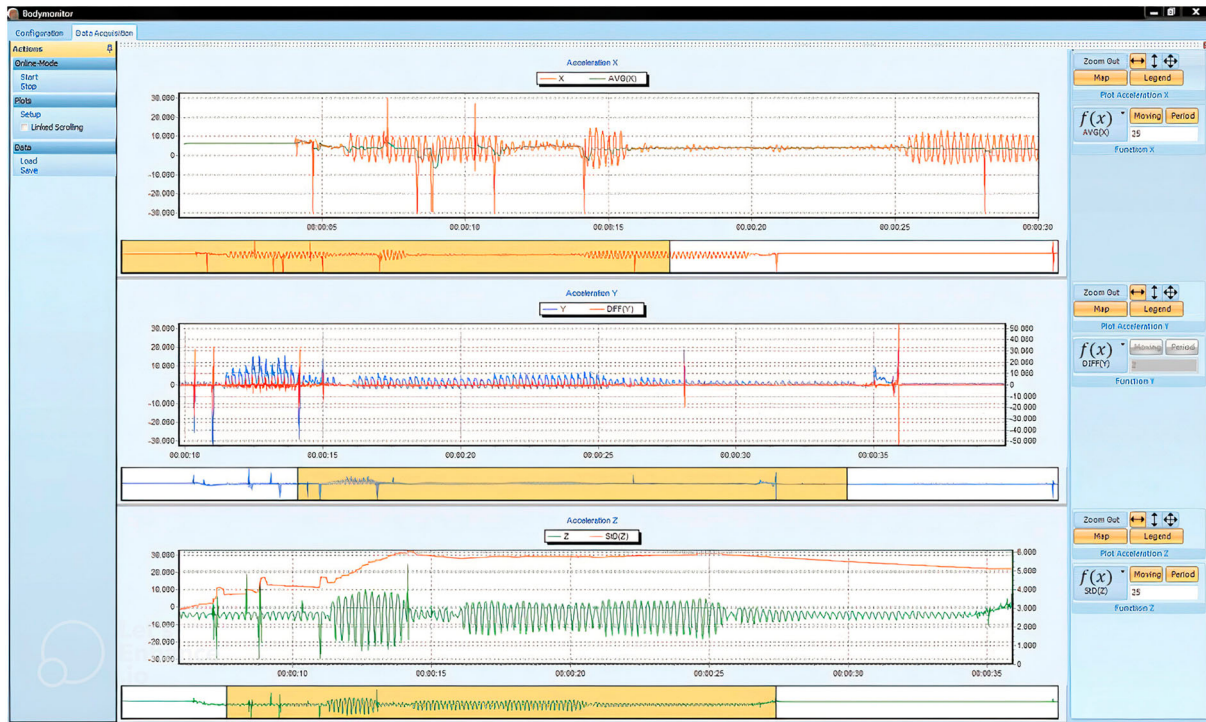 Bodymonitor
Configuration
Data Acquisition
Actions
Online-Mode
Start
Stop
Plots
Setup
Linked Scrolling
Data
Load
Save
Acceleration X
X AVG(X)
30.000
20.000
10.000
0
-10.000
-20.000
-30.000
00:00:05 00:00:10 00:00:15 00:00:20 00:00:25 00:00:30
Zoom Out
Map Legend
Plot Acceleration X
f(x) Moving Period
AVG(X) 25
Function X
Acceleration Y
Y DIFF(Y)
30.000 50.000
40.000
20.000 30.000
10.000 20.000
10.000
0 0
-10.000 -10.000
-20.000
-20.000 -30.000
-40.000
-30.000 -50.000
00:00:10 00:00:15 00:00:20 00:00:25 00:00:30 00:00:35
Zoom Out
Map Legend
Plot Acceleration Y
f(x) Moving Period
DIFF(Y) 2
Function Y
Acceleration Z
Z StD(Z)
30.000 6.000
20.000 5.000
10.000 4.000
0 3.000
-10.000 2.000
-20.000 1.000
-30.000 0
00:00:10 00:00:15 00:00:20 00:00:25 00:00:30 00:00:35
Zoom Out
Map Legend
Plot Acceleration Z
f(x) Moving Period
StD(Z) 25
Function Z